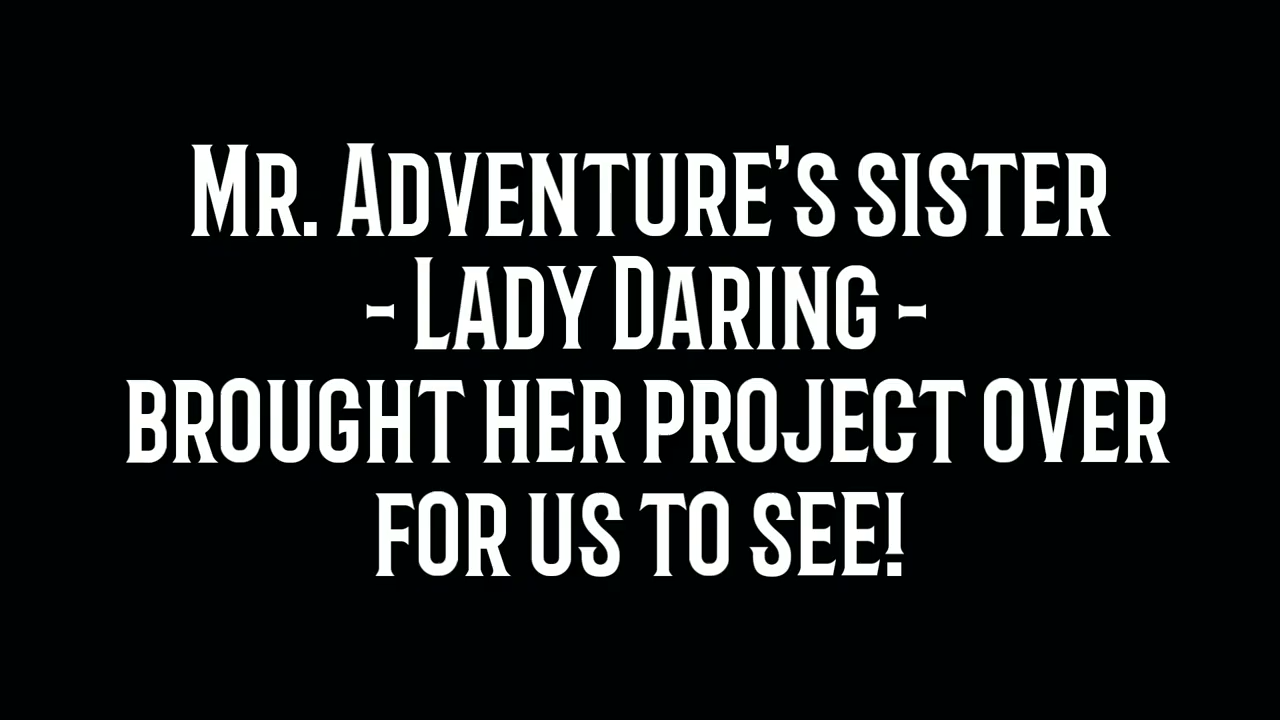 Mr. Adventure's sister
- Lady Daring -
brought her project over
for us to see!